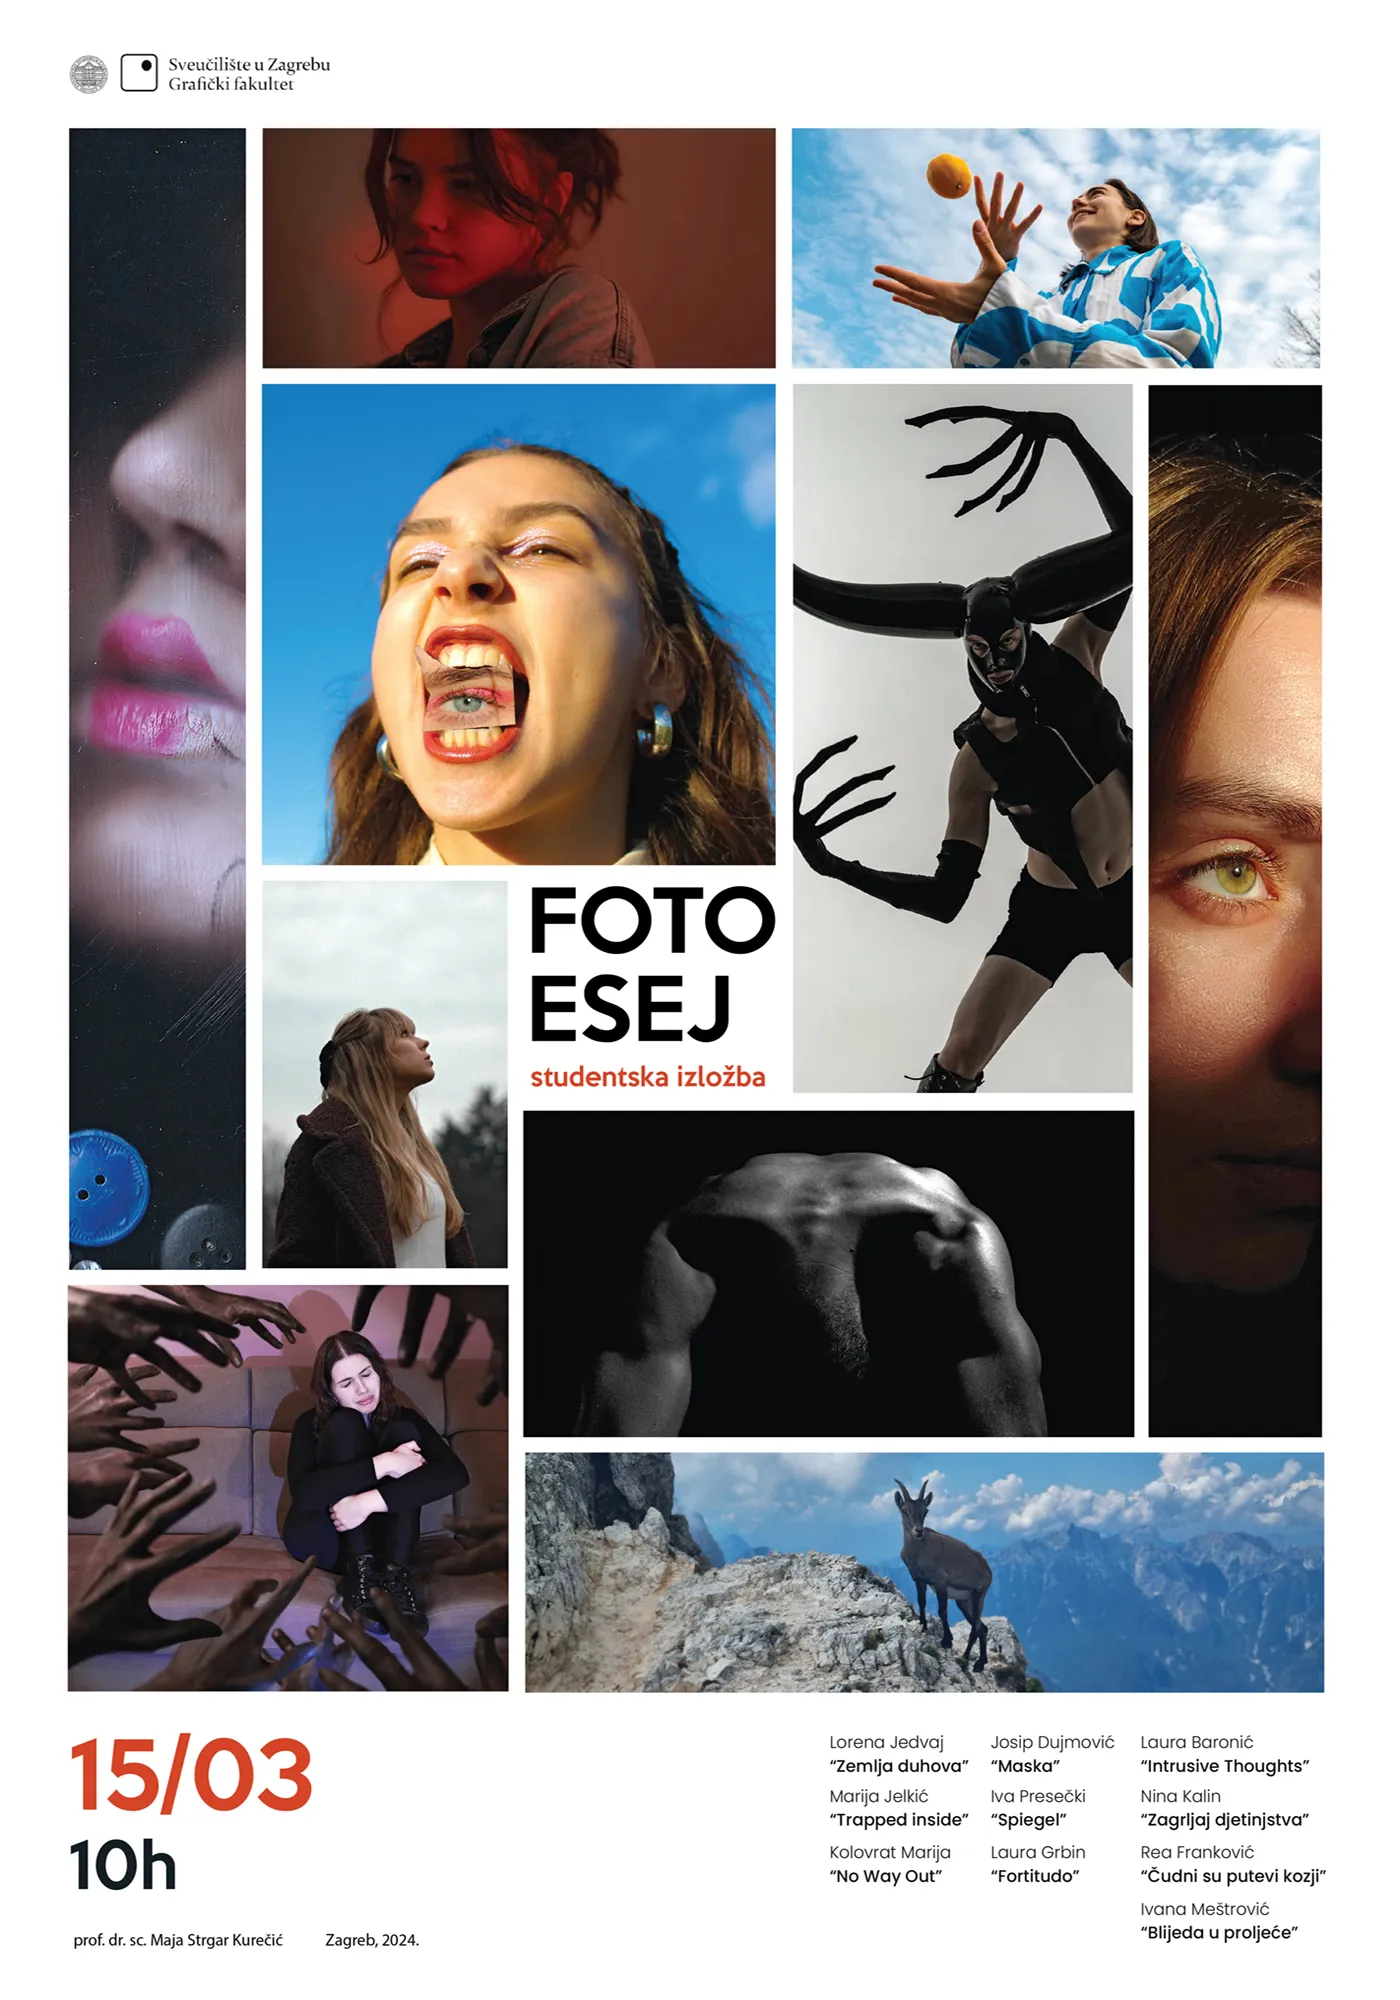 Sveučilište u Zagrebu
Grafički fakultet
FOTO
ESEJ
studentska izložba
15/03
10h
prof. dr. sc. Maja Strgar Kurečić
Zagreb, 2024.
Lorena Jedvaj
“Zemlja duhova”
Marija Jelkić
“Trapped inside”
Kolovrat Marija
“No Way Out”
Josip Dujmović
“Maska”
Iva Presečki
“Spiegel”
Laura Grbin
“Fortitudo”
Laura Baronić
“Intrusive Thoughts”
Nina Kalin
“Zagrljaj djetinjstva”
Rea Franković
“Čudni su putevi kozji”
Ivana Meštrović
“Blijeda u proljeće”